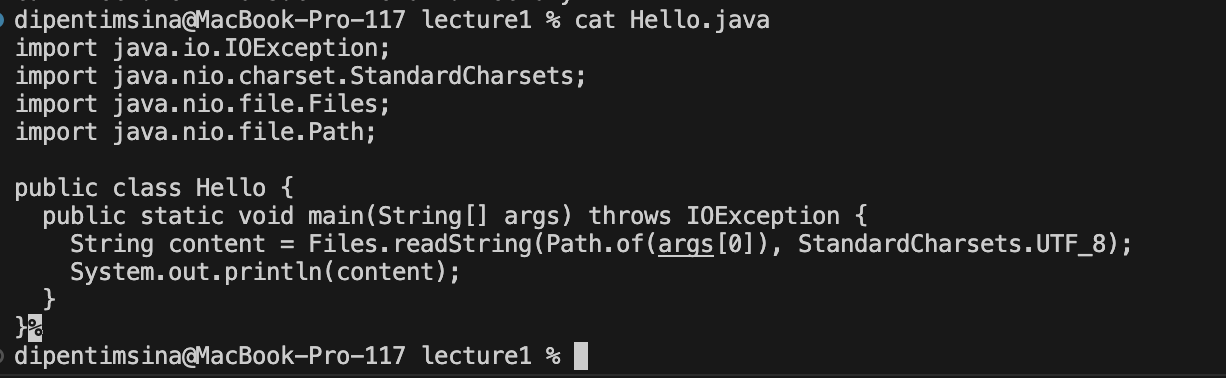 dipentimsina@MacBook-Pro-117 lecture1 % cat Hello.java
import java.io.IOException;
import java.nio.charset.StandardCharsets;
import java.nio.file.Files;
import java.nio.file.Path;

public class Hello {
  public static void main(String[] args) throws IOException {
    String content = Files.readString(Path.of(args[0]), StandardCharsets.UTF_8);
    System.out.println(content);
  }
}%
dipentimsina@MacBook-Pro-117 lecture1 %